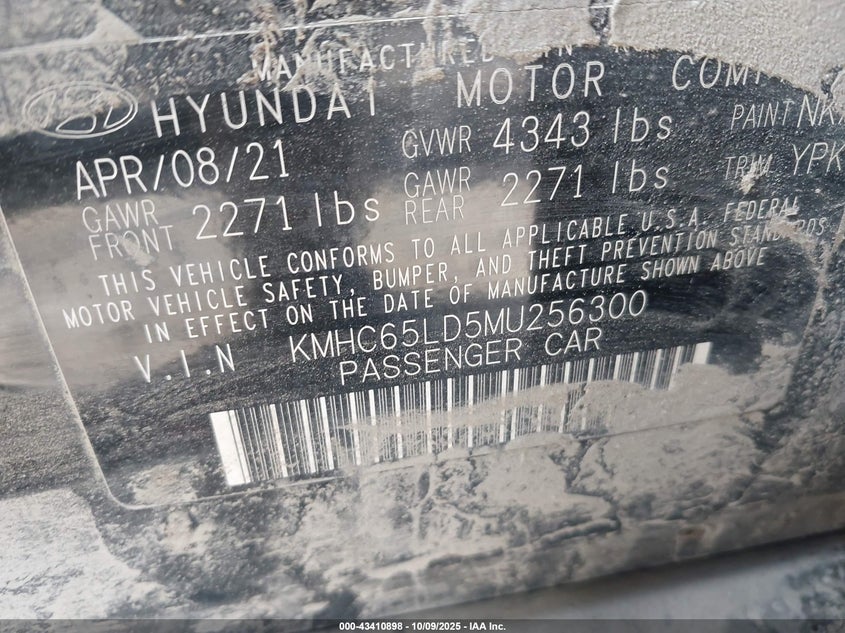 MANUFACTURED
HYUNDAI MOTOR
APR/08/21 GVWR 4343 lbs PAINT
GAWR FRONT 2271 lbs GAWR REAR 2271 lbs TRIM YPK
THIS VEHICLE CONFORMS TO ALL APPLICABLE U.S.A. FEDERAL
MOTOR VEHICLE SAFETY, BUMPER, AND THEFT PREVENTION STANDARDS
IN EFFECT ON THE DATE OF MANUFACTURE SHOWN ABOVE
V.I.N KMHC65LD5MU256300
PASSENGER CAR
000-43410898 - 10/09/2025 - IAA Inc.